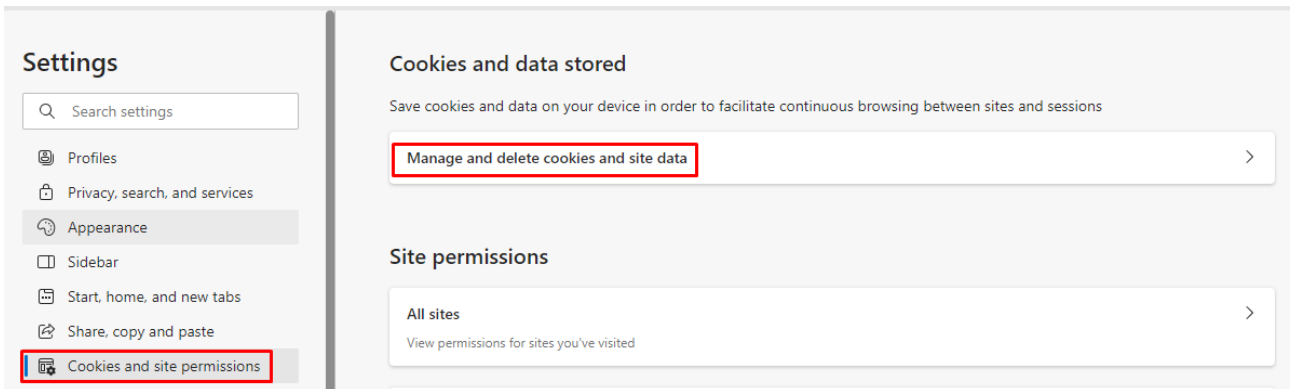 Settings
Search settings
Profiles
Privacy, search, and services
Appearance
Sidebar
Start, home, and new tabs
Share, copy and paste
Cookies and site permissions
Cookies and data stored
Save cookies and data on your device in order to facilitate continuous browsing between sites and sessions
Manage and delete cookies and site data
Site permissions
All sites
View permissions for sites you've visited